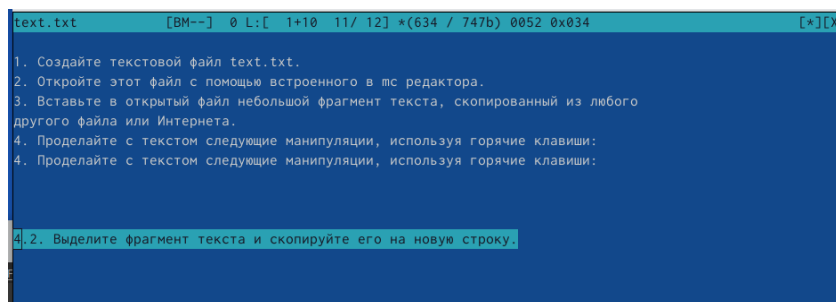 text.txt [BM--] 0 L:[ 1+10 11/ 12] *(634 / 747b) 0052 0x034 [*][X
1. Создайте текстовой файл text.txt.
2. Откройте этот файл с помощью встроенного в mc редактора.
3. Вставьте в открытый файл небольшой фрагмент текста, скопированный из любого
другого файла или Интернета.
4. Проделайте с текстом следующие манипуляции, используя горячие клавиши:
4. Проделайте с текстом следующие манипуляции, используя горячие клавиши:
4.2. Выделите фрагмент текста и скопируйте его на новую строку.